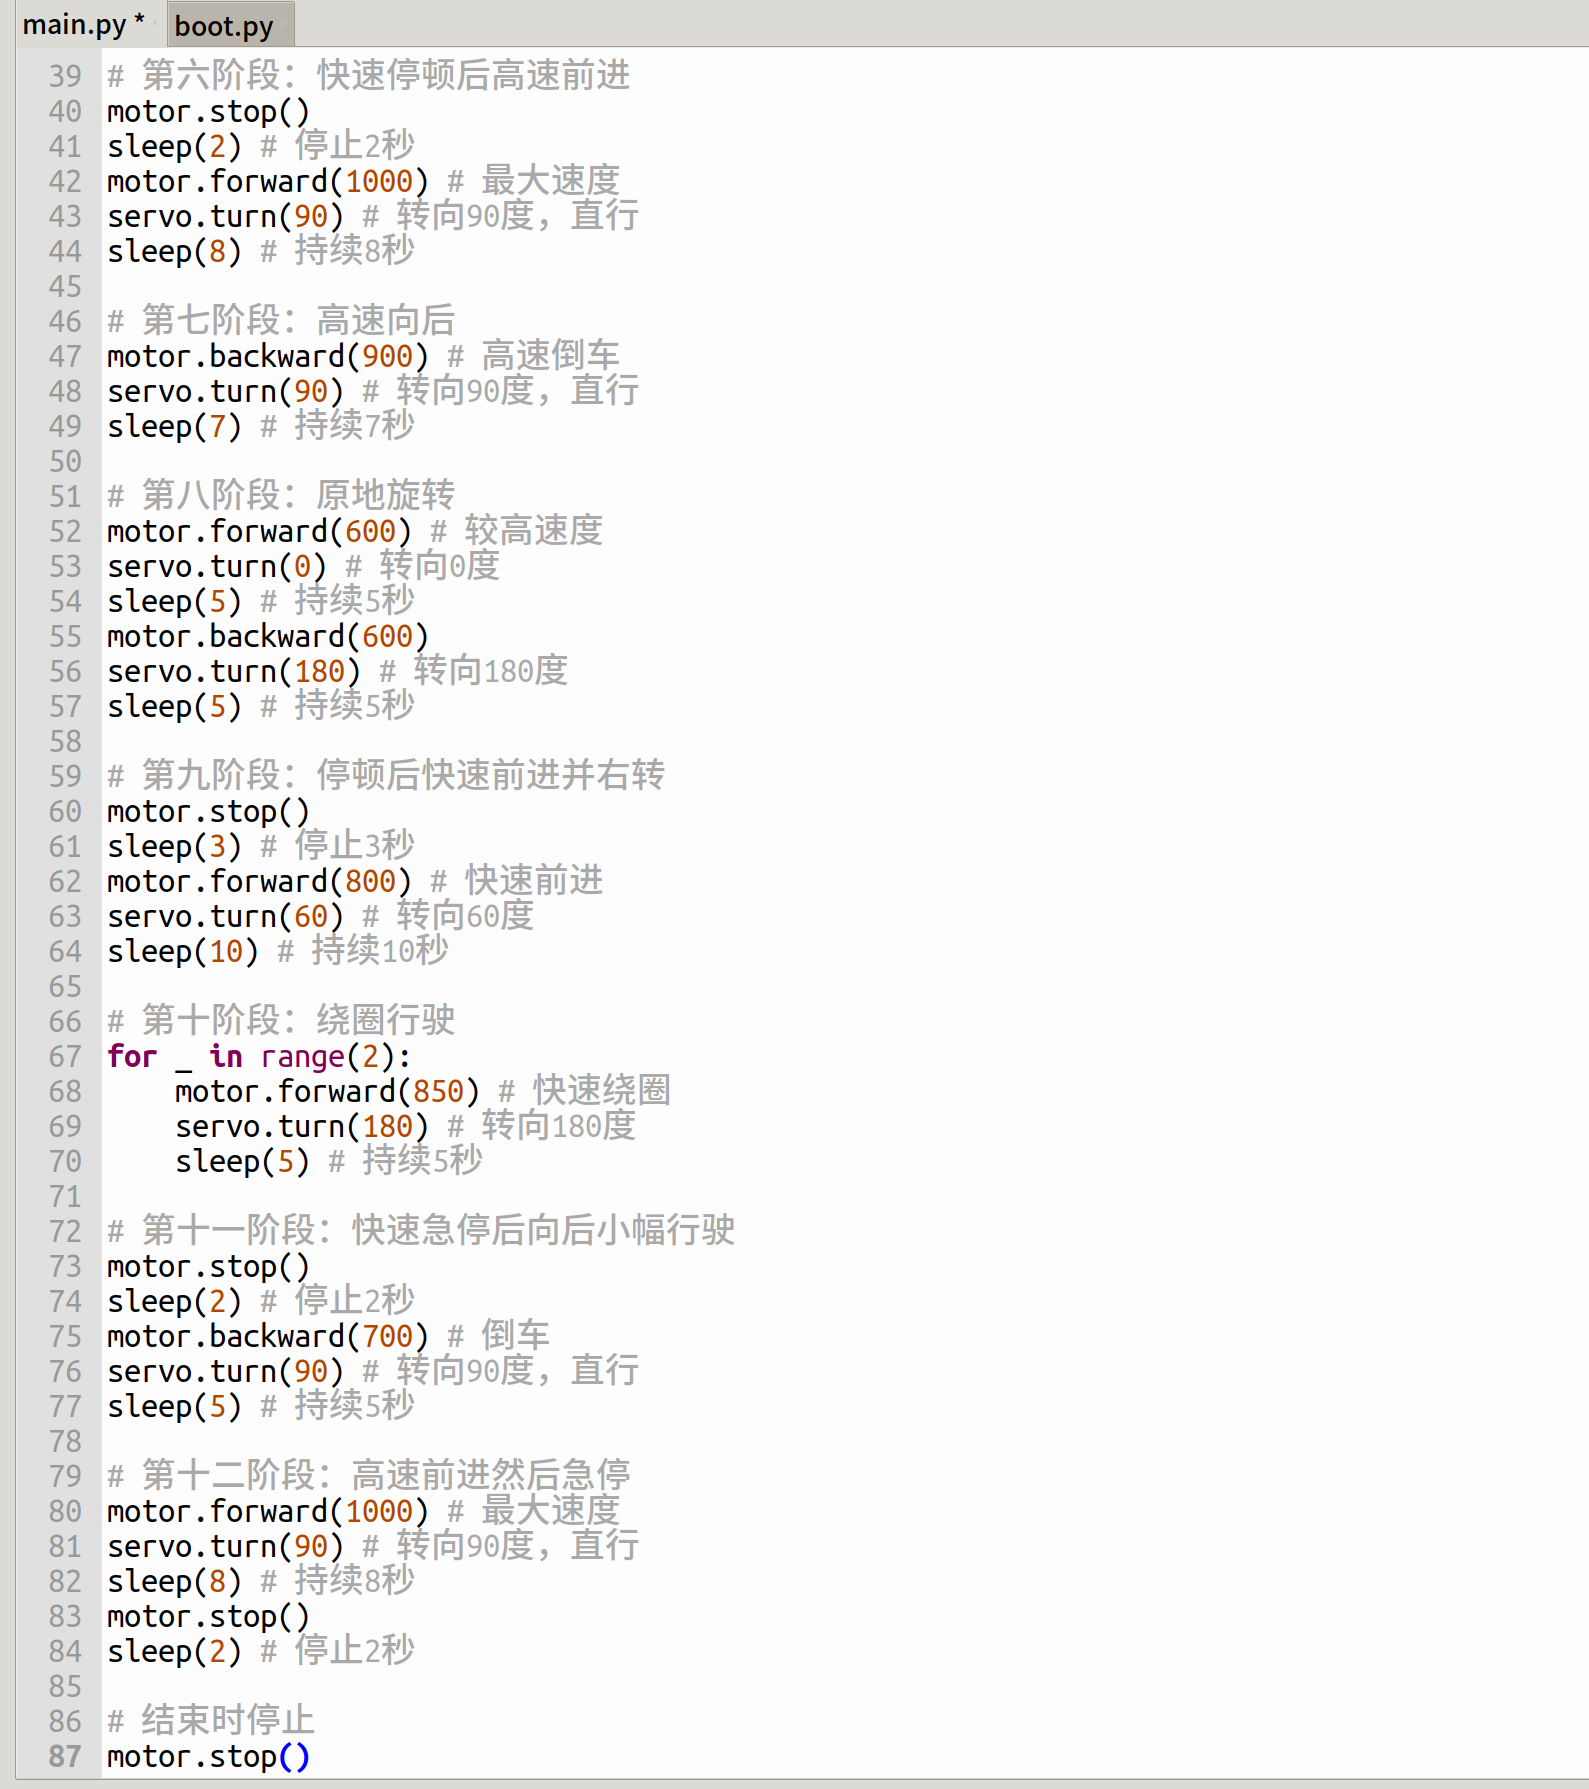 main.py *
boot.py
39 # 第六阶段：快速停顿后高速前进
40 motor.stop()
41 sleep(2) # 停止2秒
42 motor.forward(1000) # 最大速度
43 servo.turn(90) # 转向90度，直行
44 sleep(8) # 持续8秒
45
46 # 第七阶段：高速向后
47 motor.backward(900) # 高速倒车
48 servo.turn(90) # 转向90度，直行
49 sleep(7) # 持续7秒
50
51 # 第八阶段：原地旋转
52 motor.forward(600) # 较高速度
53 servo.turn(0) # 转向0度
54 sleep(5) # 持续5秒
55 motor.backward(600)
56 servo.turn(180) # 转向180度
57 sleep(5) # 持续5秒
58
59 # 第九阶段：停顿后快速前进并右转
60 motor.stop()
61 sleep(3) # 停止3秒
62 motor.forward(800) # 快速前进
63 servo.turn(60) # 转向60度
64 sleep(10) # 持续10秒
65
66 # 第十阶段：绕圈行驶
67 for _ in range(2):
68     motor.forward(850) # 快速绕圈
69     servo.turn(180) # 转向180度
70     sleep(5) # 持续5秒
71
72 # 第十一阶段：快速急停后向后小幅行驶
73 motor.stop()
74 sleep(2) # 停止2秒
75 motor.backward(700) # 倒车
76 servo.turn(90) # 转向90度，直行
77 sleep(5) # 持续5秒
78
79 # 第十二阶段：高速前进然后急停
80 motor.forward(1000) # 最大速度
81 servo.turn(90) # 转向90度，直行
82 sleep(8) # 持续8秒
83 motor.stop()
84 sleep(2) # 停止2秒
85
86 # 结束时停止
87 motor.stop()